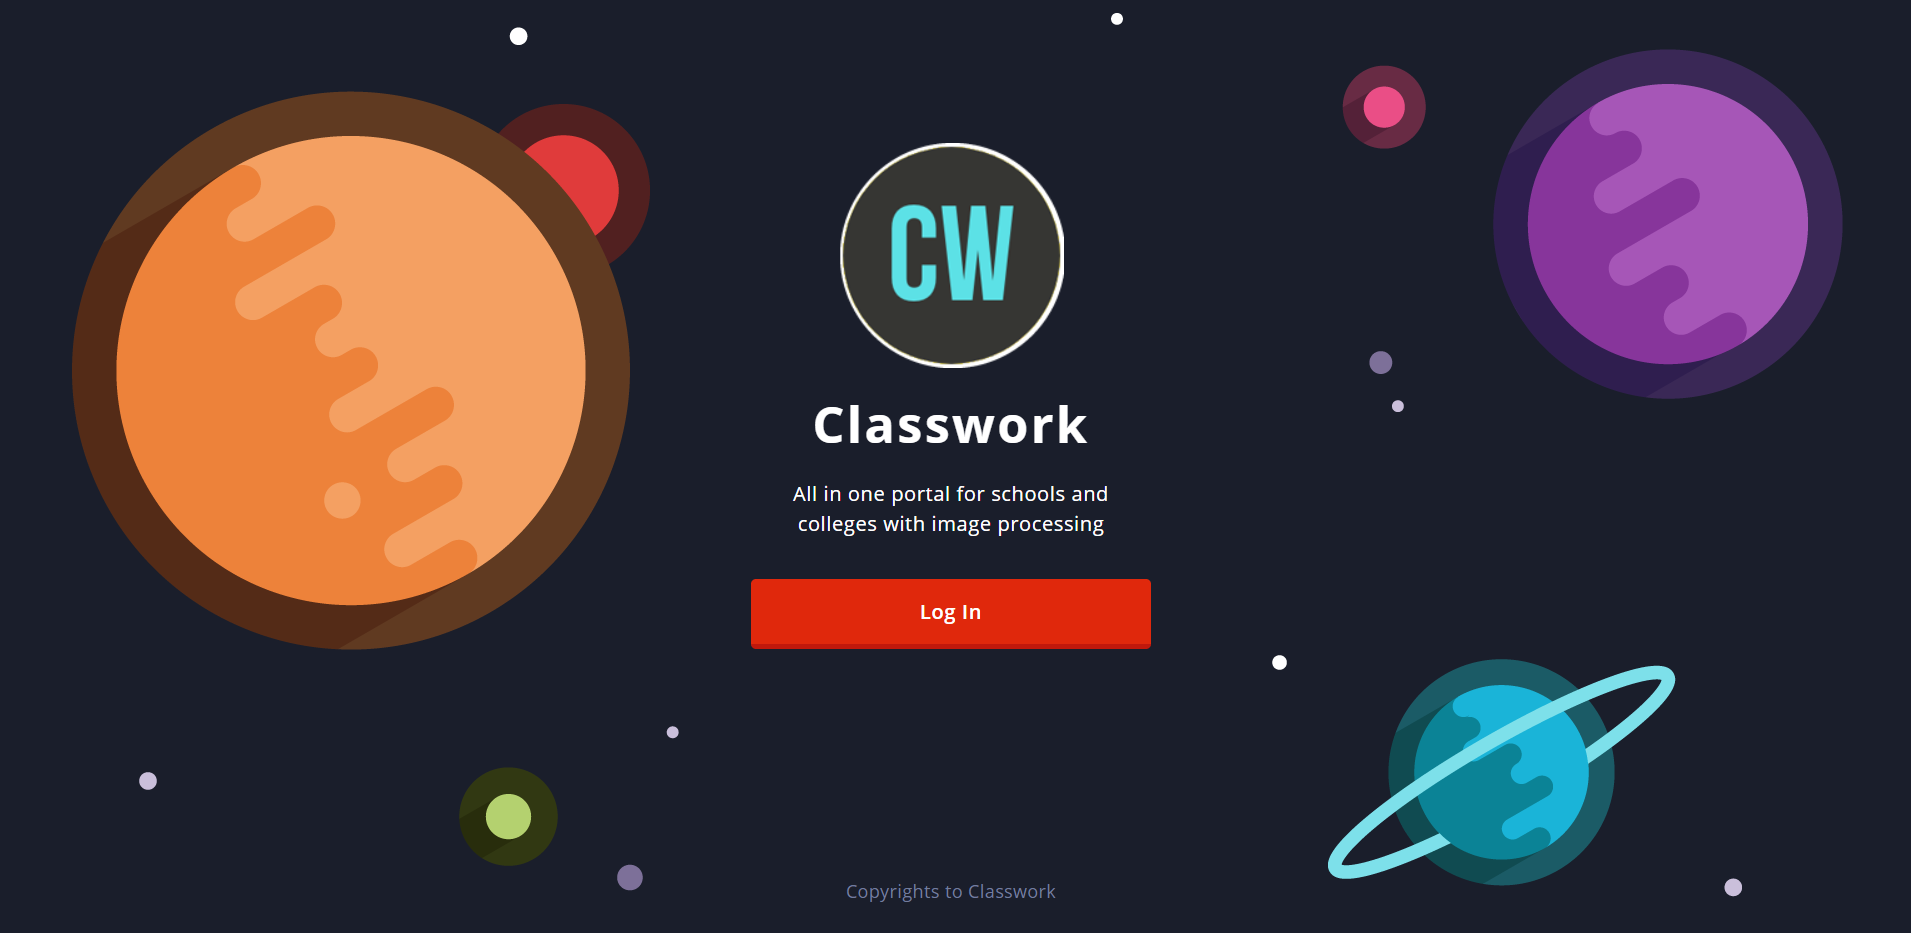 CW
Classwork
All in one portal for schools and
colleges with image processing
Log In
Copyrights to Classwork